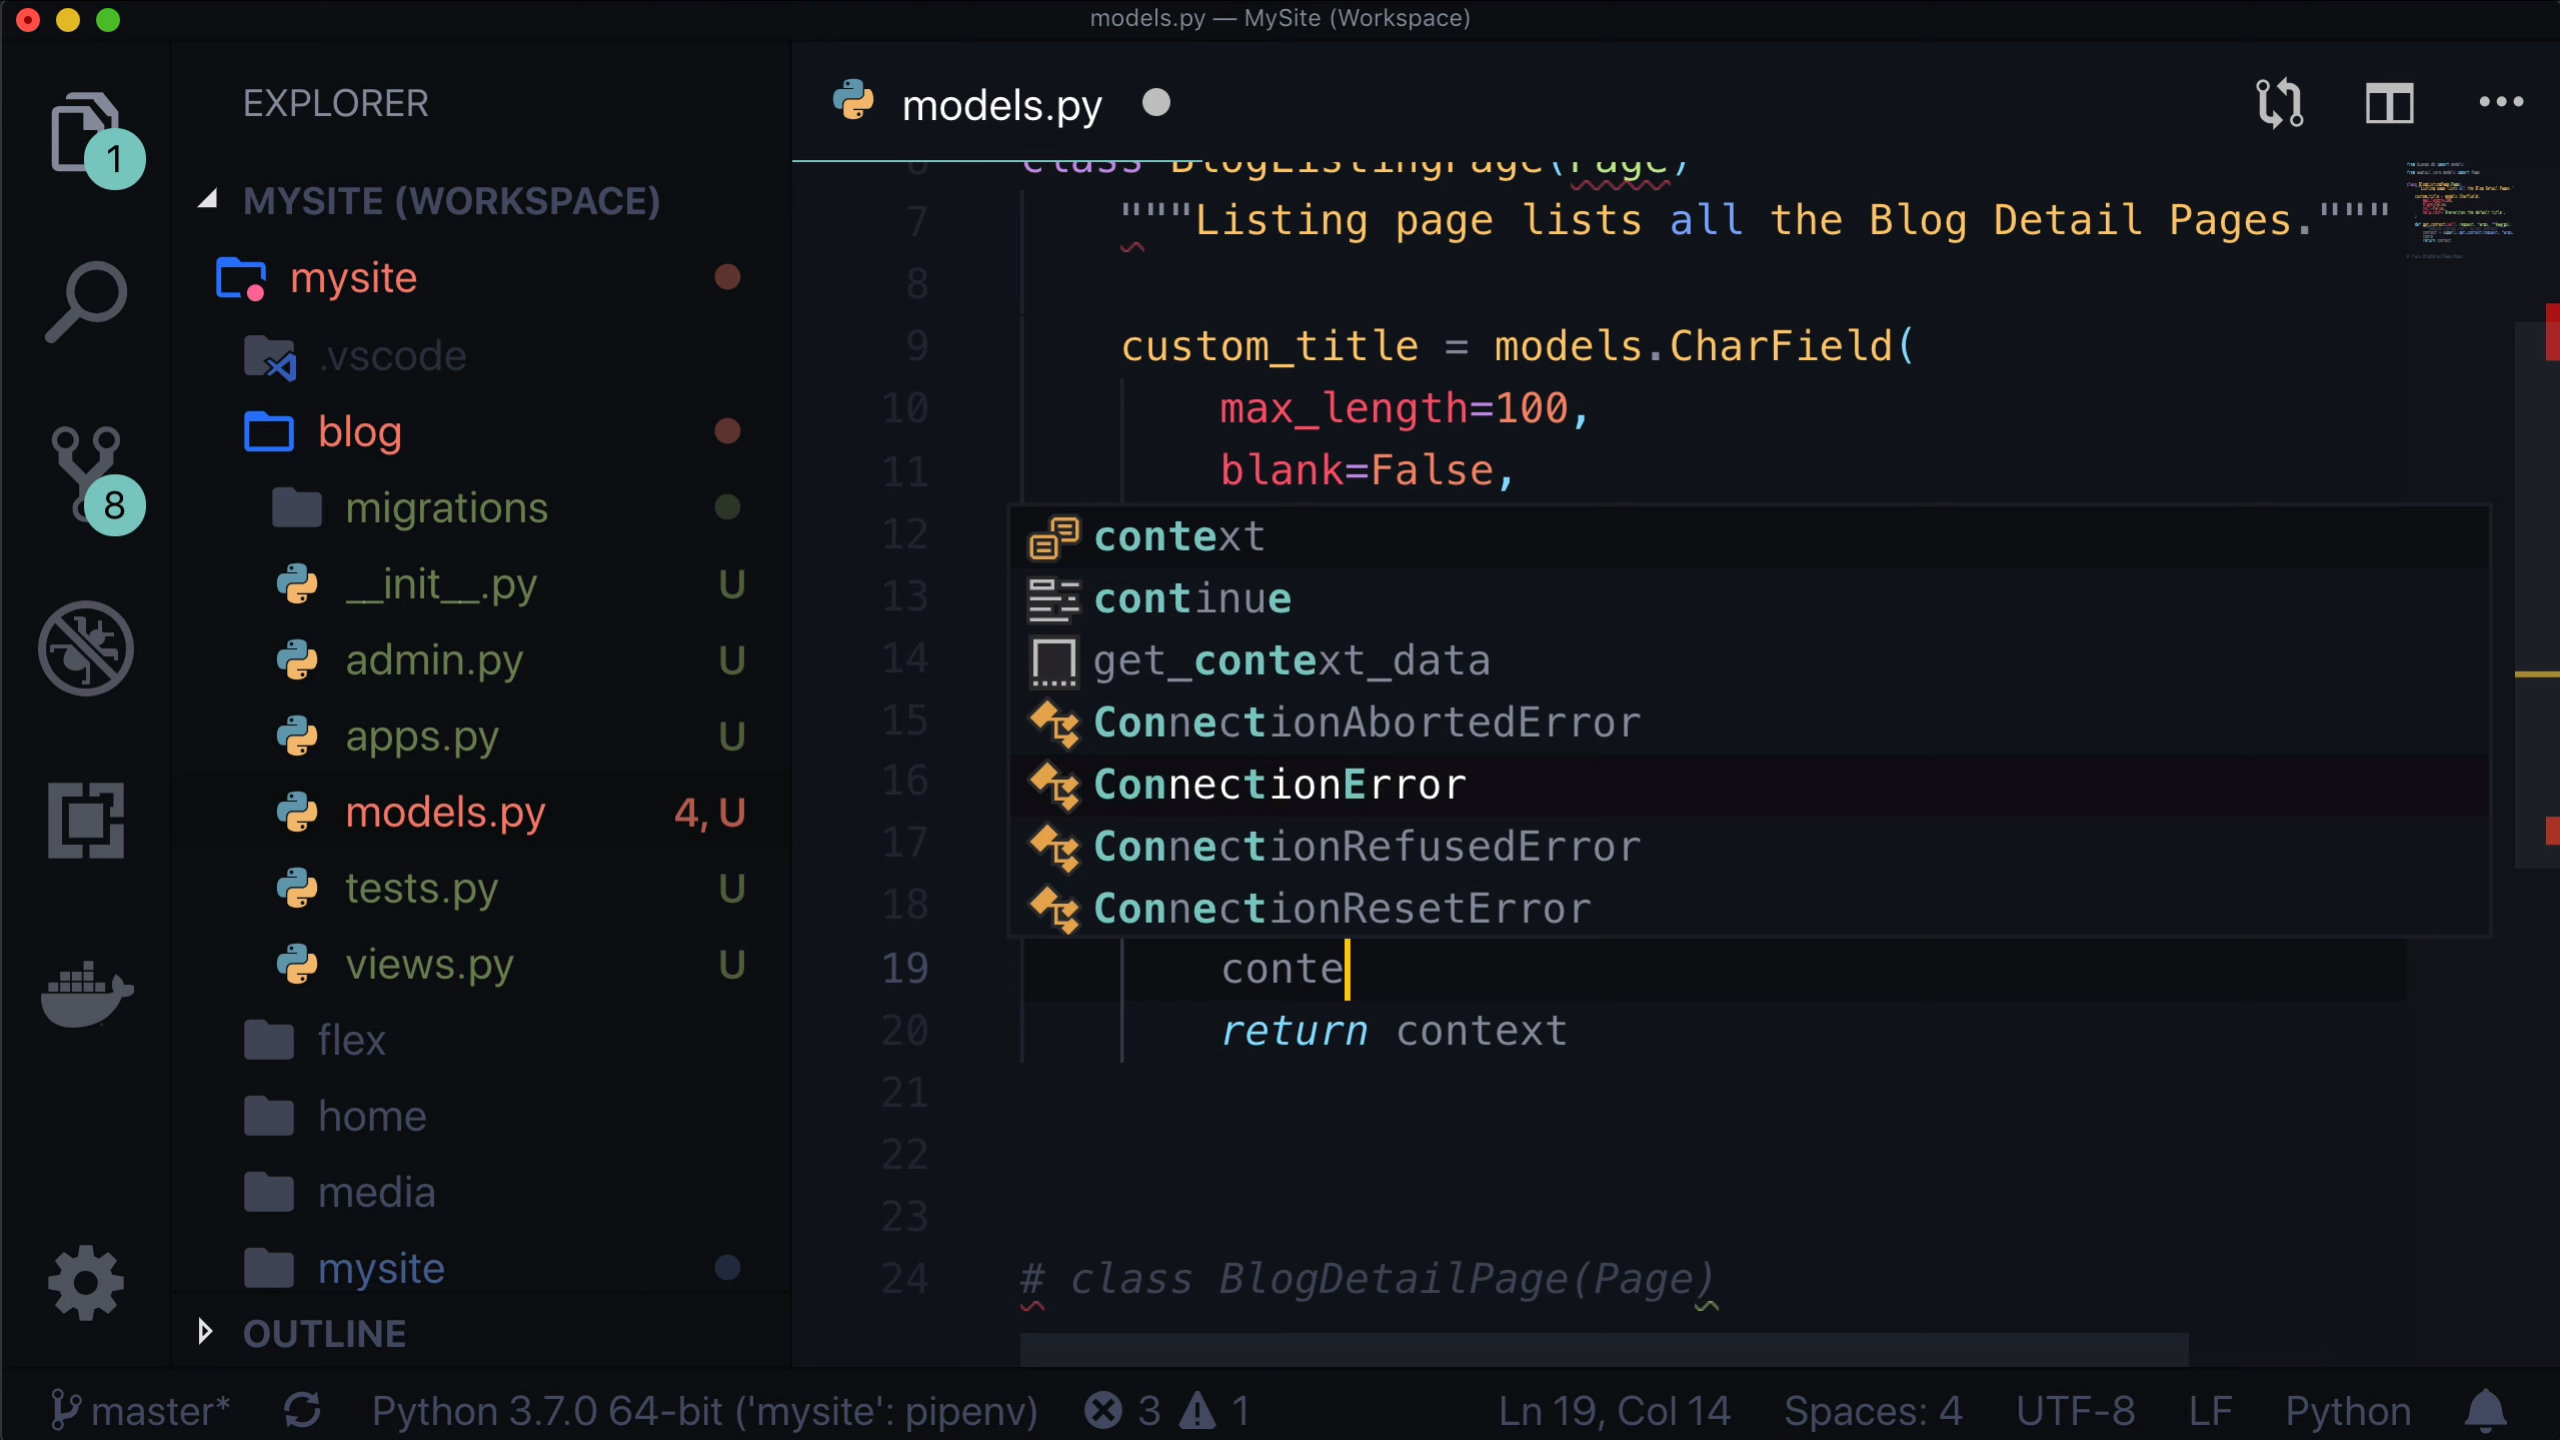 models.py — MySite (Workspace)
EXPLORER
1
MYSITE (WORKSPACE)
mysite
.vscode
blog
8
migrations
__init__.py U
admin.py U
apps.py U
models.py 4, U
tests.py U
views.py U
flex
home
media
mysite
OUTLINE
models.py
6 class BlogListingPage(Page)
7 """Listing page lists all the Blog Detail Pages."""
8
9 custom_title = models.CharField(
10 max_length=100,
11 blank=False,
12
13
14
15
16
17
18
context
continue
get_context_data
ConnectionAbortedError
ConnectionError
ConnectionRefusedError
ConnectionResetError
19 conte
20 return context
21
22
23
24 # class BlogDetailPage(Page)
master* Python 3.7.0 64-bit ('mysite': pipenv) 3 1 Ln 19, Col 14 Spaces: 4 UTF-8 LF Python